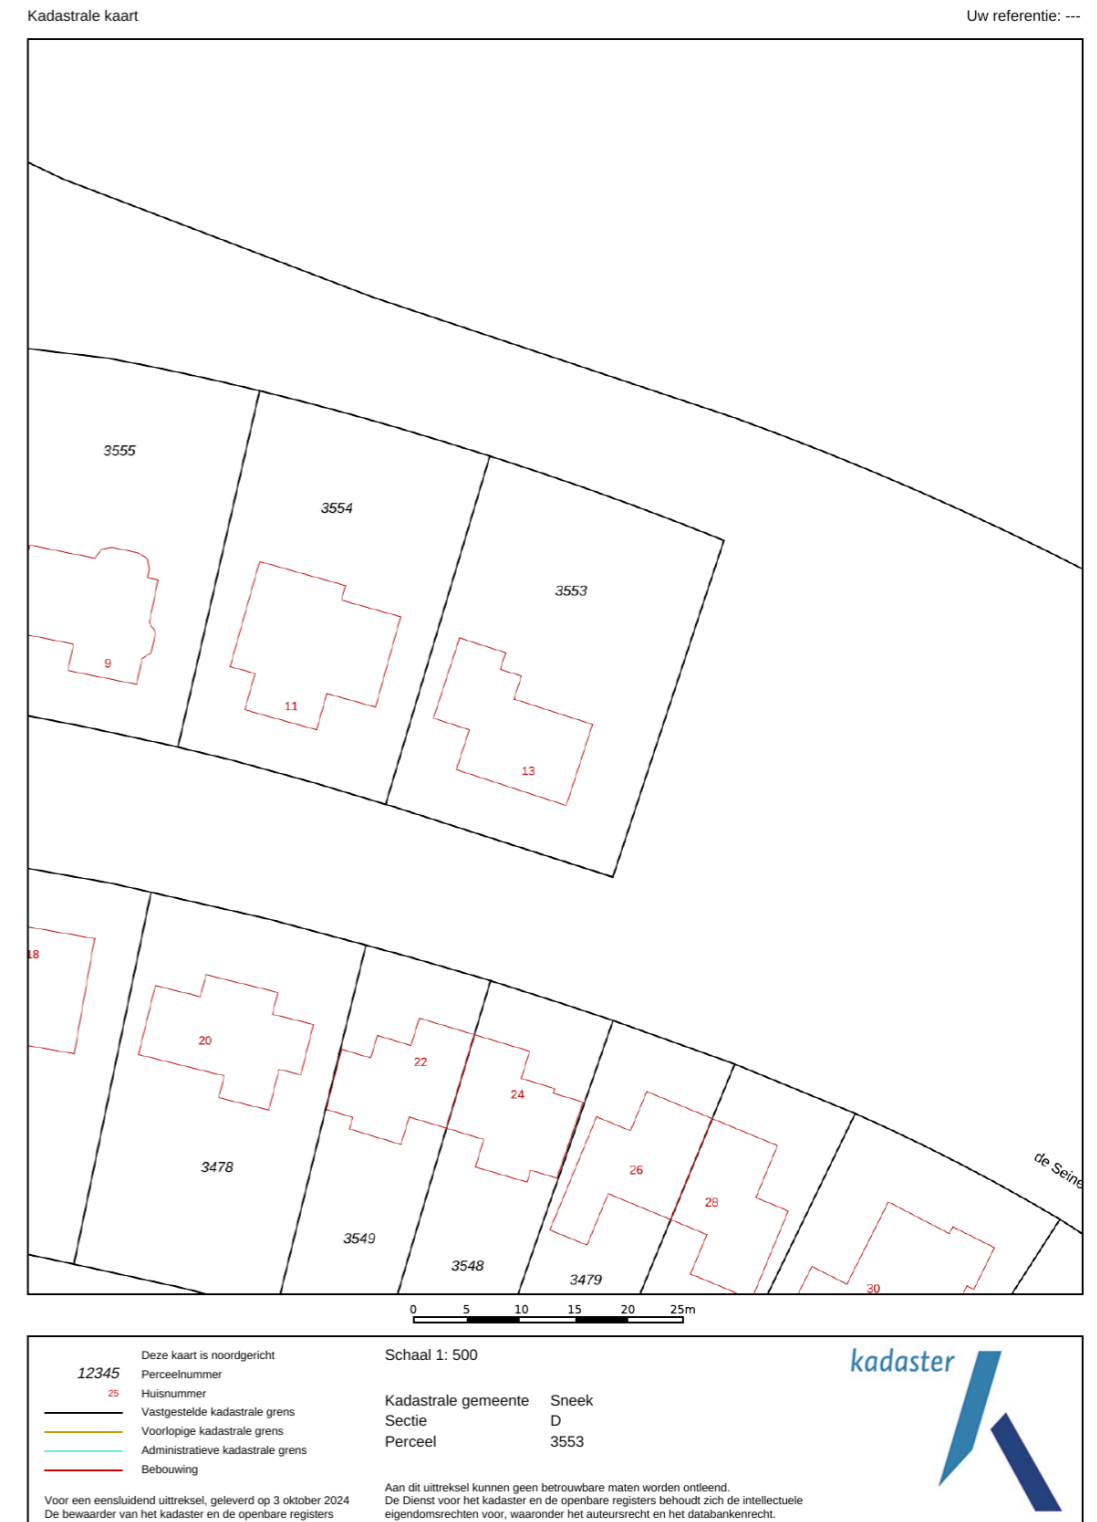 Kadastrale kaart
Uw referentie: ---
3555
3554
3553
9
11
13
18
20
22
24
26
28
30
3478
3549
3548
3479
de Seine
0 5 10 15 20 25m
Deze kaart is noordgericht
12345 Perceelnummer
25 Huisnummer
Vastgestelde kadastrale grens
Voorlopige kadastrale grens
Administratieve kadastrale grens
Bebouwing
Voor een eensluidend uittreksel, geleverd op 3 oktober 2024
De bewaarder van het kadaster en de openbare registers
Schaal 1: 500
Kadastrale gemeente Sneek
Sectie D
Perceel 3553
Aan dit uittreksel kunnen geen betrouwbare maten worden ontleend.
De Dienst voor het kadaster en de openbare registers behoudt zich de intellectuele
eigendomsrechten voor, waaronder het auteursrecht en het databankenrecht.
kadaster